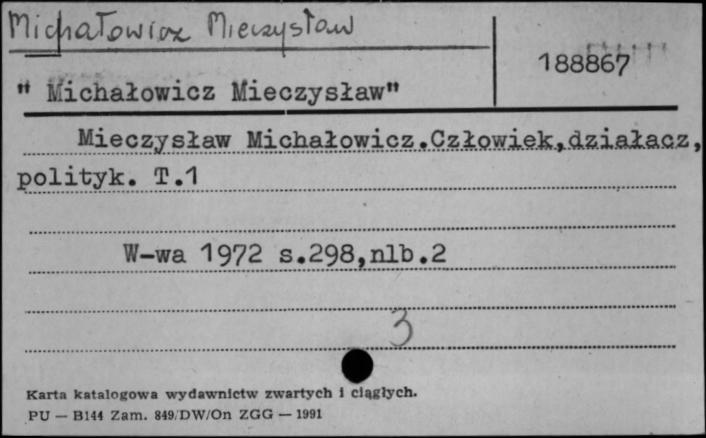 Michałowicz Mieczysław
188867
" Michałowicz Mieczysław"
Mieczysław Michałowicz.Człowiek,działacz,
polityk. T.1
W-wa 1972 s.298,nlb.2
3
Karta katalogowa wydawnictw zwartych i ciągłych.
PU — B144 Zam. 849/DW/On ZGG — 1991